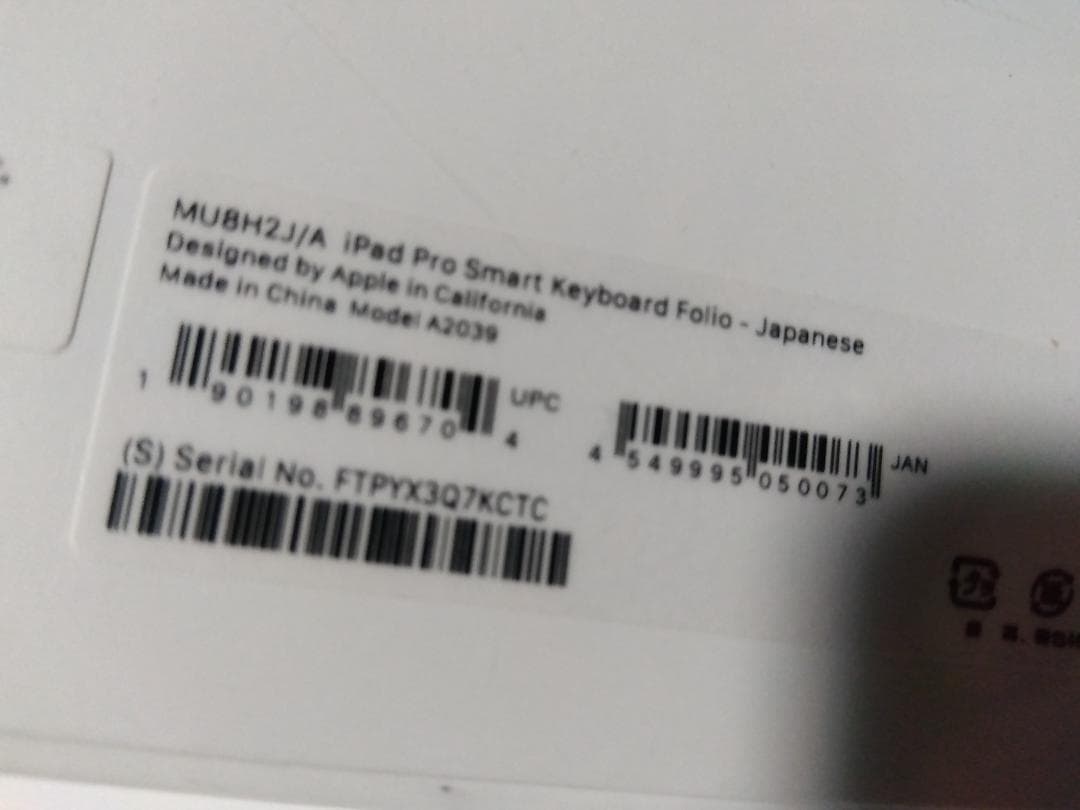 MU8H2J/A iPad Pro Smart Keyboard Folio - Japanese
Designed by Apple in California
Made in China Model A2039
1 90198 89670 4 UPC
4 549995 050073 JAN
(S) Serial No. FTPYX3Q7KCTC